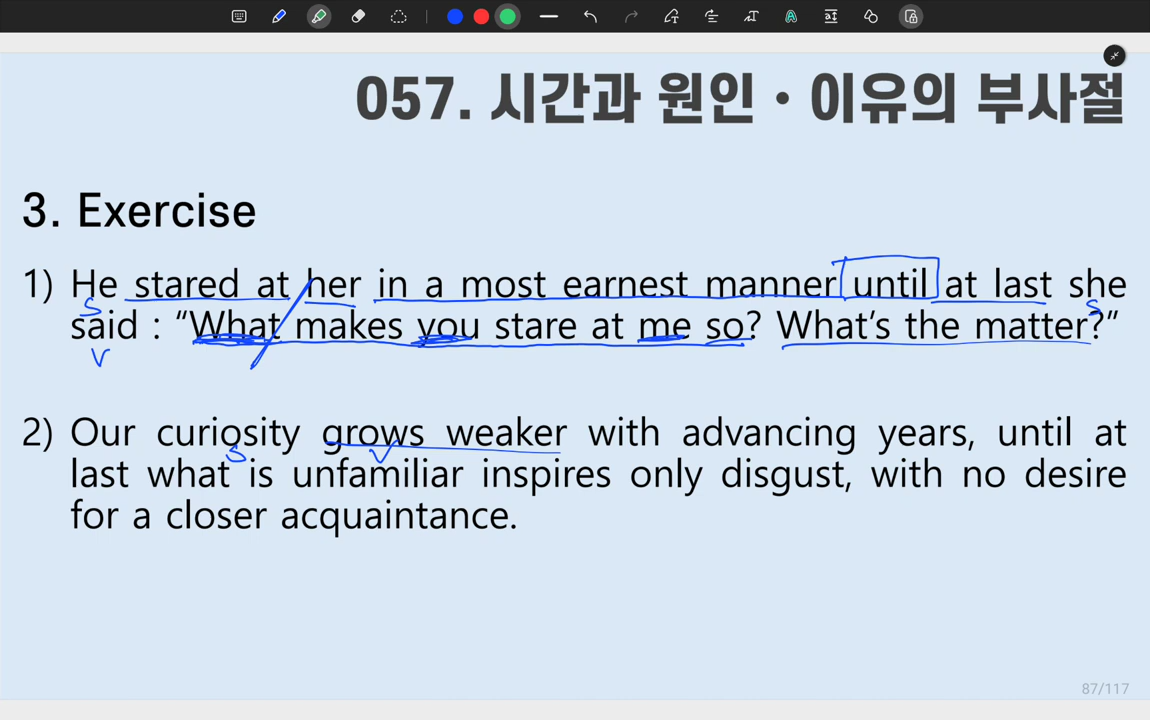 057. 시간과 원인·이유의 부사절
3. Exercise
1) He stared at her in a most earnest manner until at last she
S
S
said : “What makes you stare at me so? What’s the matter?”
V
2) Our curiosity grows weaker with advancing years, until at
S V
last what is unfamiliar inspires only disgust, with no desire
for a closer acquaintance.
87/117